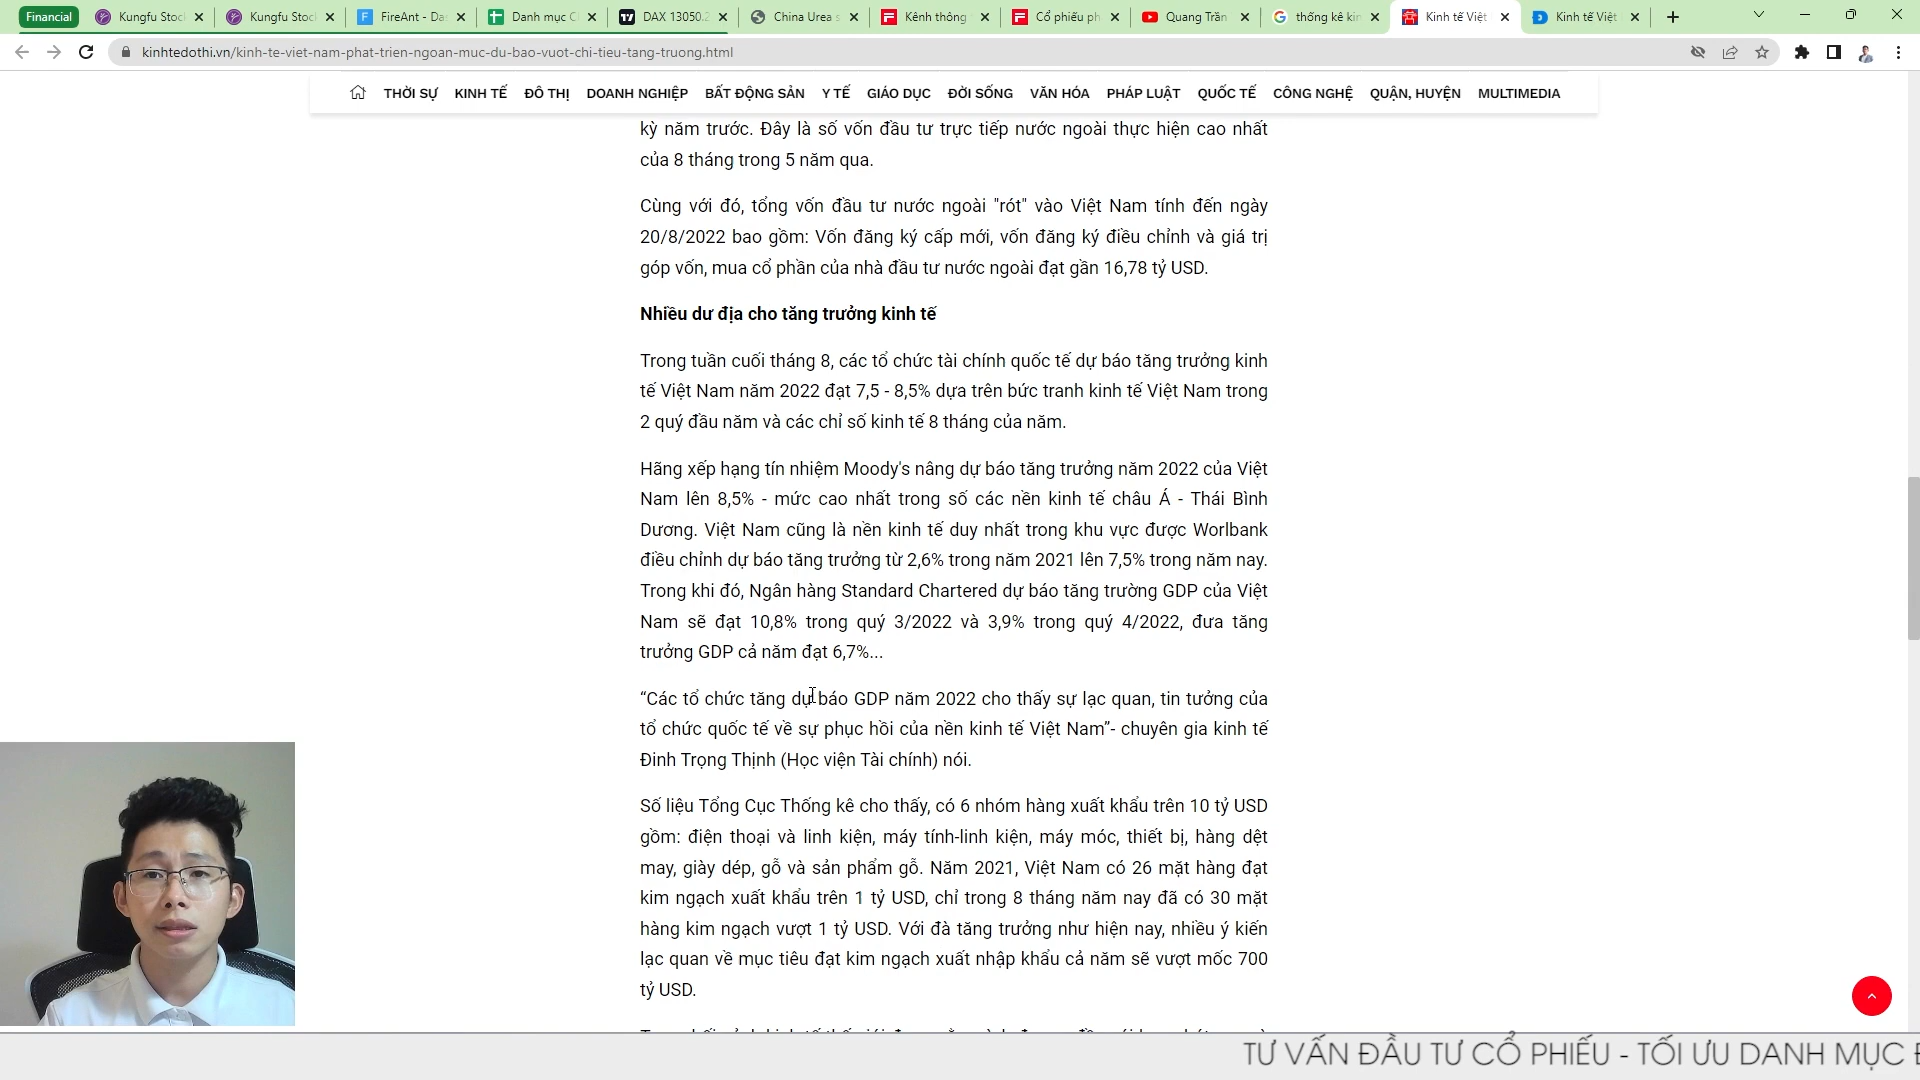 Financial
Kungfu Stoc
Kungfu Stoc
FireAnt - Da
Danh mục C
DAX 13050.2
China Urea s
Kênh thông
Cổ phiếu ph
Quang Trần
thống kê kin
Kinh tế Việt
Kinh tế Việt
kinhtedothi.vn/kinh-te-viet-nam-phat-trien-ngoan-muc-du-bao-vuot-chi-tieu-tang-truong.html
THỜI SỰ KINH TẾ ĐÔ THỊ DOANH NGHIỆP BẤT ĐỘNG SẢN Y TẾ GIÁO DỤC ĐỜI SỐNG VĂN HÓA PHÁP LUẬT QUỐC TẾ CÔNG NGHỆ QUẬN, HUYỆN MULTIMEDIA
kỳ năm trước. Đây là số vốn đầu tư trực tiếp nước ngoài thực hiện cao nhất
của 8 tháng trong 5 năm qua.
Cùng với đó, tổng vốn đầu tư nước ngoài "rót" vào Việt Nam tính đến ngày
20/8/2022 bao gồm: Vốn đăng ký cấp mới, vốn đăng ký điều chỉnh và giá trị
góp vốn, mua cổ phần của nhà đầu tư nước ngoài đạt gần 16,78 tỷ USD.
Nhiều dư địa cho tăng trưởng kinh tế
Trong tuần cuối tháng 8, các tổ chức tài chính quốc tế dự báo tăng trưởng kinh
tế Việt Nam năm 2022 đạt 7,5 - 8,5% dựa trên bức tranh kinh tế Việt Nam trong
2 quý đầu năm và các chỉ số kinh tế 8 tháng của năm.
Hãng xếp hạng tín nhiệm Moody's nâng dự báo tăng trưởng năm 2022 của Việt
Nam lên 8,5% - mức cao nhất trong số các nền kinh tế châu Á - Thái Bình
Dương. Việt Nam cũng là nền kinh tế duy nhất trong khu vực được Worlbank
điều chỉnh dự báo tăng trưởng từ 2,6% trong năm 2021 lên 7,5% trong năm nay.
Trong khi đó, Ngân hàng Standard Chartered dự báo tăng trường GDP của Việt
Nam sẽ đạt 10,8% trong quý 3/2022 và 3,9% trong quý 4/2022, đưa tăng
trưởng GDP cả năm đạt 6,7%...
“Các tổ chức tăng dự báo GDP năm 2022 cho thấy sự lạc quan, tin tưởng của
tổ chức quốc tế về sự phục hồi của nền kinh tế Việt Nam”- chuyên gia kinh tế
Đinh Trọng Thịnh (Học viện Tài chính) nói.
Số liệu Tổng Cục Thống kê cho thấy, có 6 nhóm hàng xuất khẩu trên 10 tỷ USD
gồm: điện thoại và linh kiện, máy tính-linh kiện, máy móc, thiết bị, hàng dệt
may, giày dép, gỗ và sản phẩm gỗ. Năm 2021, Việt Nam có 26 mặt hàng đạt
kim ngạch xuất khẩu trên 1 tỷ USD, chỉ trong 8 tháng năm nay đã có 30 mặt
hàng kim ngạch vượt 1 tỷ USD. Với đà tăng trưởng như hiện nay, nhiều ý kiến
lạc quan về mục tiêu đạt kim ngạch xuất nhập khẩu cả năm sẽ vượt mốc 700
tỷ USD.
TƯ VẤN ĐẦU TƯ CỔ PHIẾU - TỐI ƯU DANH MỤC